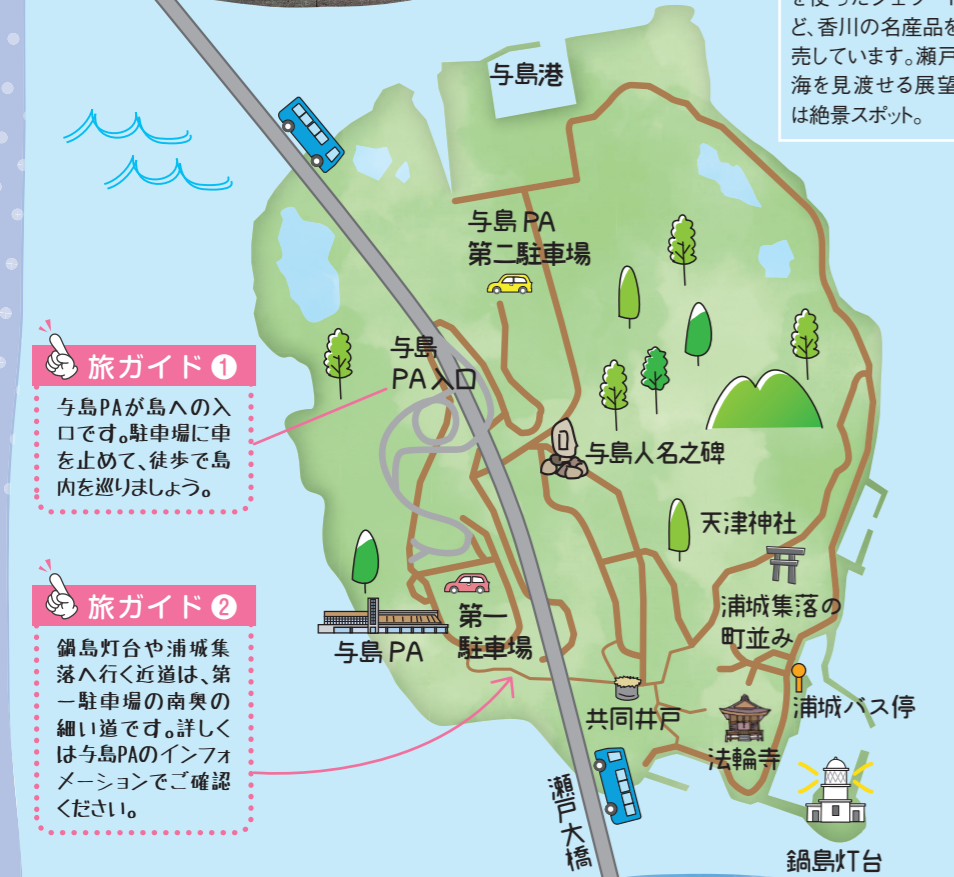 を使ったジェラート
ど、香川の名産品を
売しています。瀬戸
海を見渡せる展望
は絶景スポット。
与島港
与島PA
第二駐車場
与島
PA入口
旅ガイド❶
与島PAが島への入
口です。駐車場に車
を止めて、徒歩で島
内を巡りましょう。
与島人名之碑
天津神社
浦城集落の
町並み
旅ガイド❷
鍋島灯台や浦城集
落へ行く近道は、第
一駐車場の南奥の
細い道です。詳しく
は与島PAのインフォ
メーションでご確認
ください。
与島PA
第一
駐車場
共同井戸
浦城バス停
法輪寺
瀬戸大橋
鍋島灯台